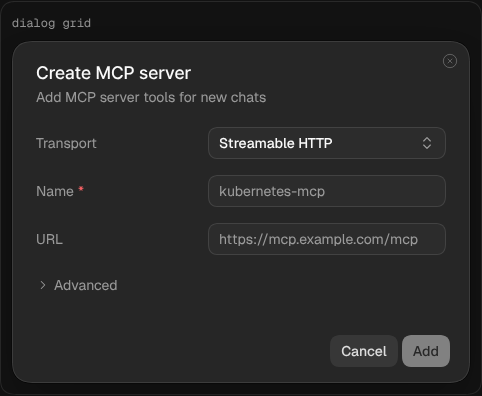 dialog grid
Create MCP server
Add MCP server tools for new chats
Transport
Streamable HTTP
Name *
kubernetes-mcp
URL
https://mcp.example.com/mcp
Advanced
Cancel
Add